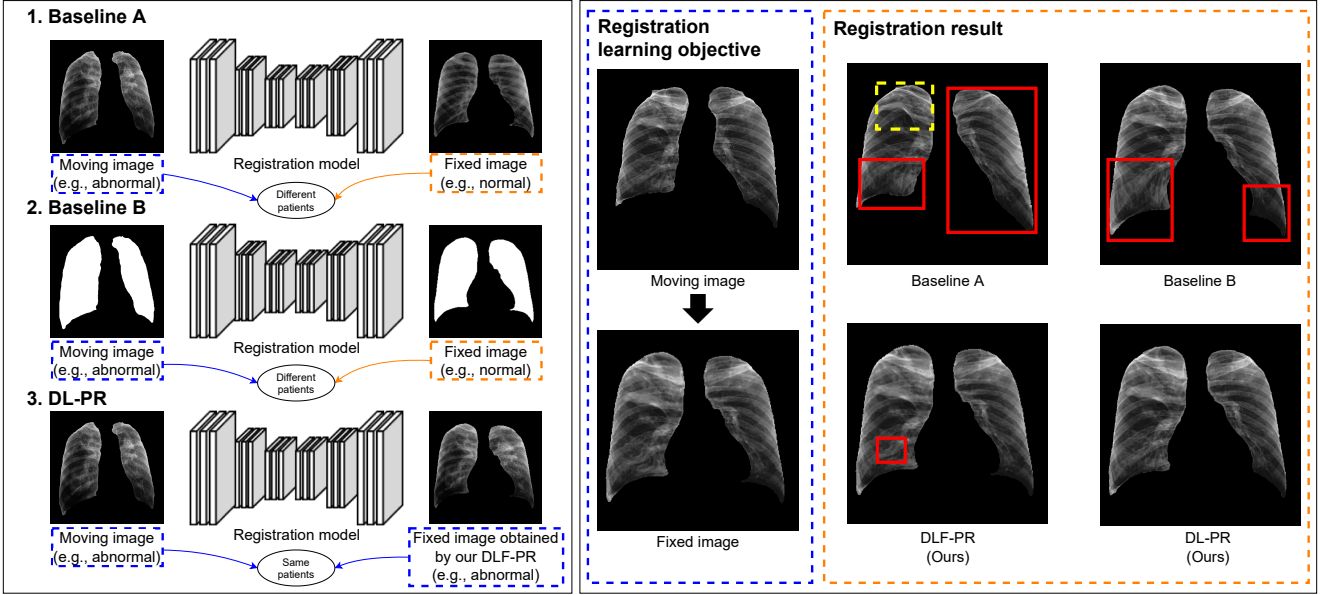 1. Baseline A
Moving image
(e.g., abnormal)
Registration model
Fixed image
(e.g., normal)
Different
patients
2. Baseline B
Moving image
(e.g., abnormal)
Registration model
Fixed image
(e.g., normal)
Different
patients
3. DL-PR
Moving image
(e.g., abnormal)
Registration model
Fixed image obtained
by our DLF-PR
(e.g., abnormal)
Same
patients
Registration
learning objective
Moving image
Fixed image
Registration result
Baseline A
Baseline B
DLF-PR
(Ours)
DL-PR
(Ours)